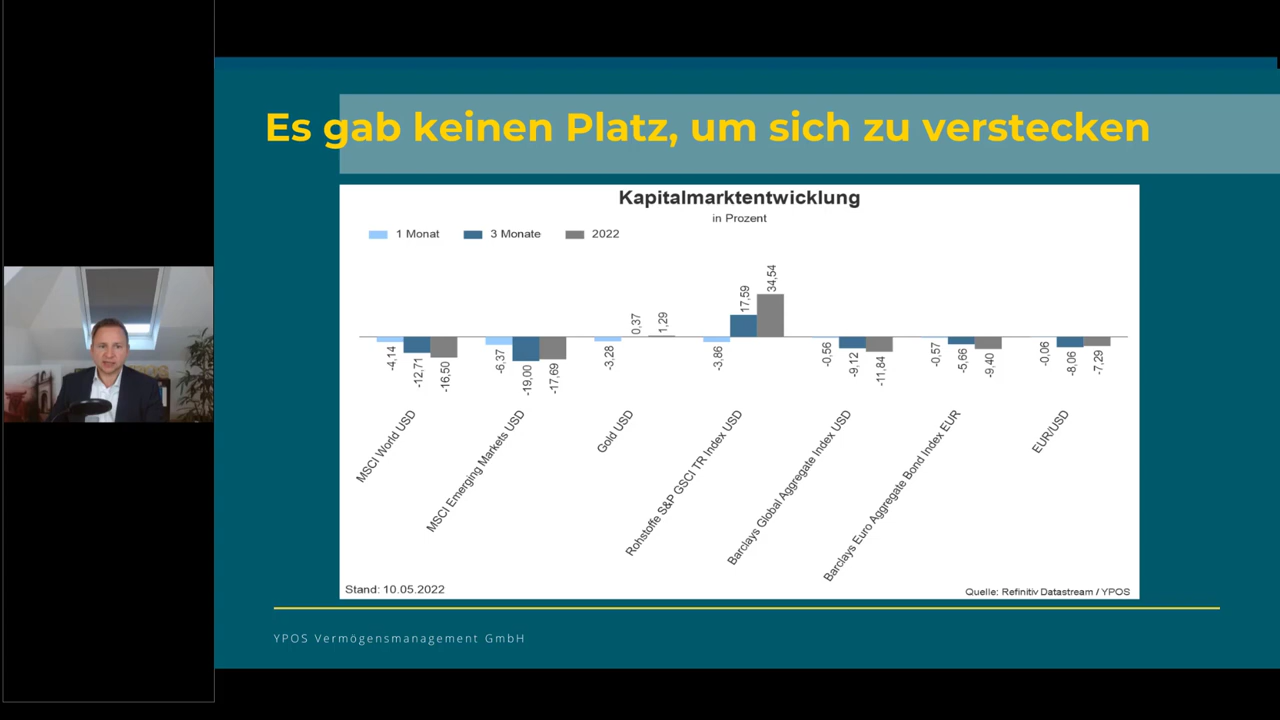 Es gab keinen Platz, um sich zu verstecken
Kapitalmarktentwicklung
in Prozent
1 Monat 3 Monate 2022
-4,14 -12,71 -16,50
-6,37 -19,00 -17,69
-3,28 0,37 1,29
-3,86 17,59 34,54
-0,56 -9,12 -11,84
-0,57 -5,66 -9,40
-0,06 -8,06 -7,29
MSCI World USD
MSCI Emerging Markets USD
Gold USD
Rohstoffe S&P GSCI TR Index USD
Barclays Global Aggregate Index USD
Barclays Euro Aggregate Bond Index EUR
EUR/USD
Stand: 10.05.2022
Quelle: Refinitiv Datastream / YPOS
YPOS Vermögensmanagement GmbH